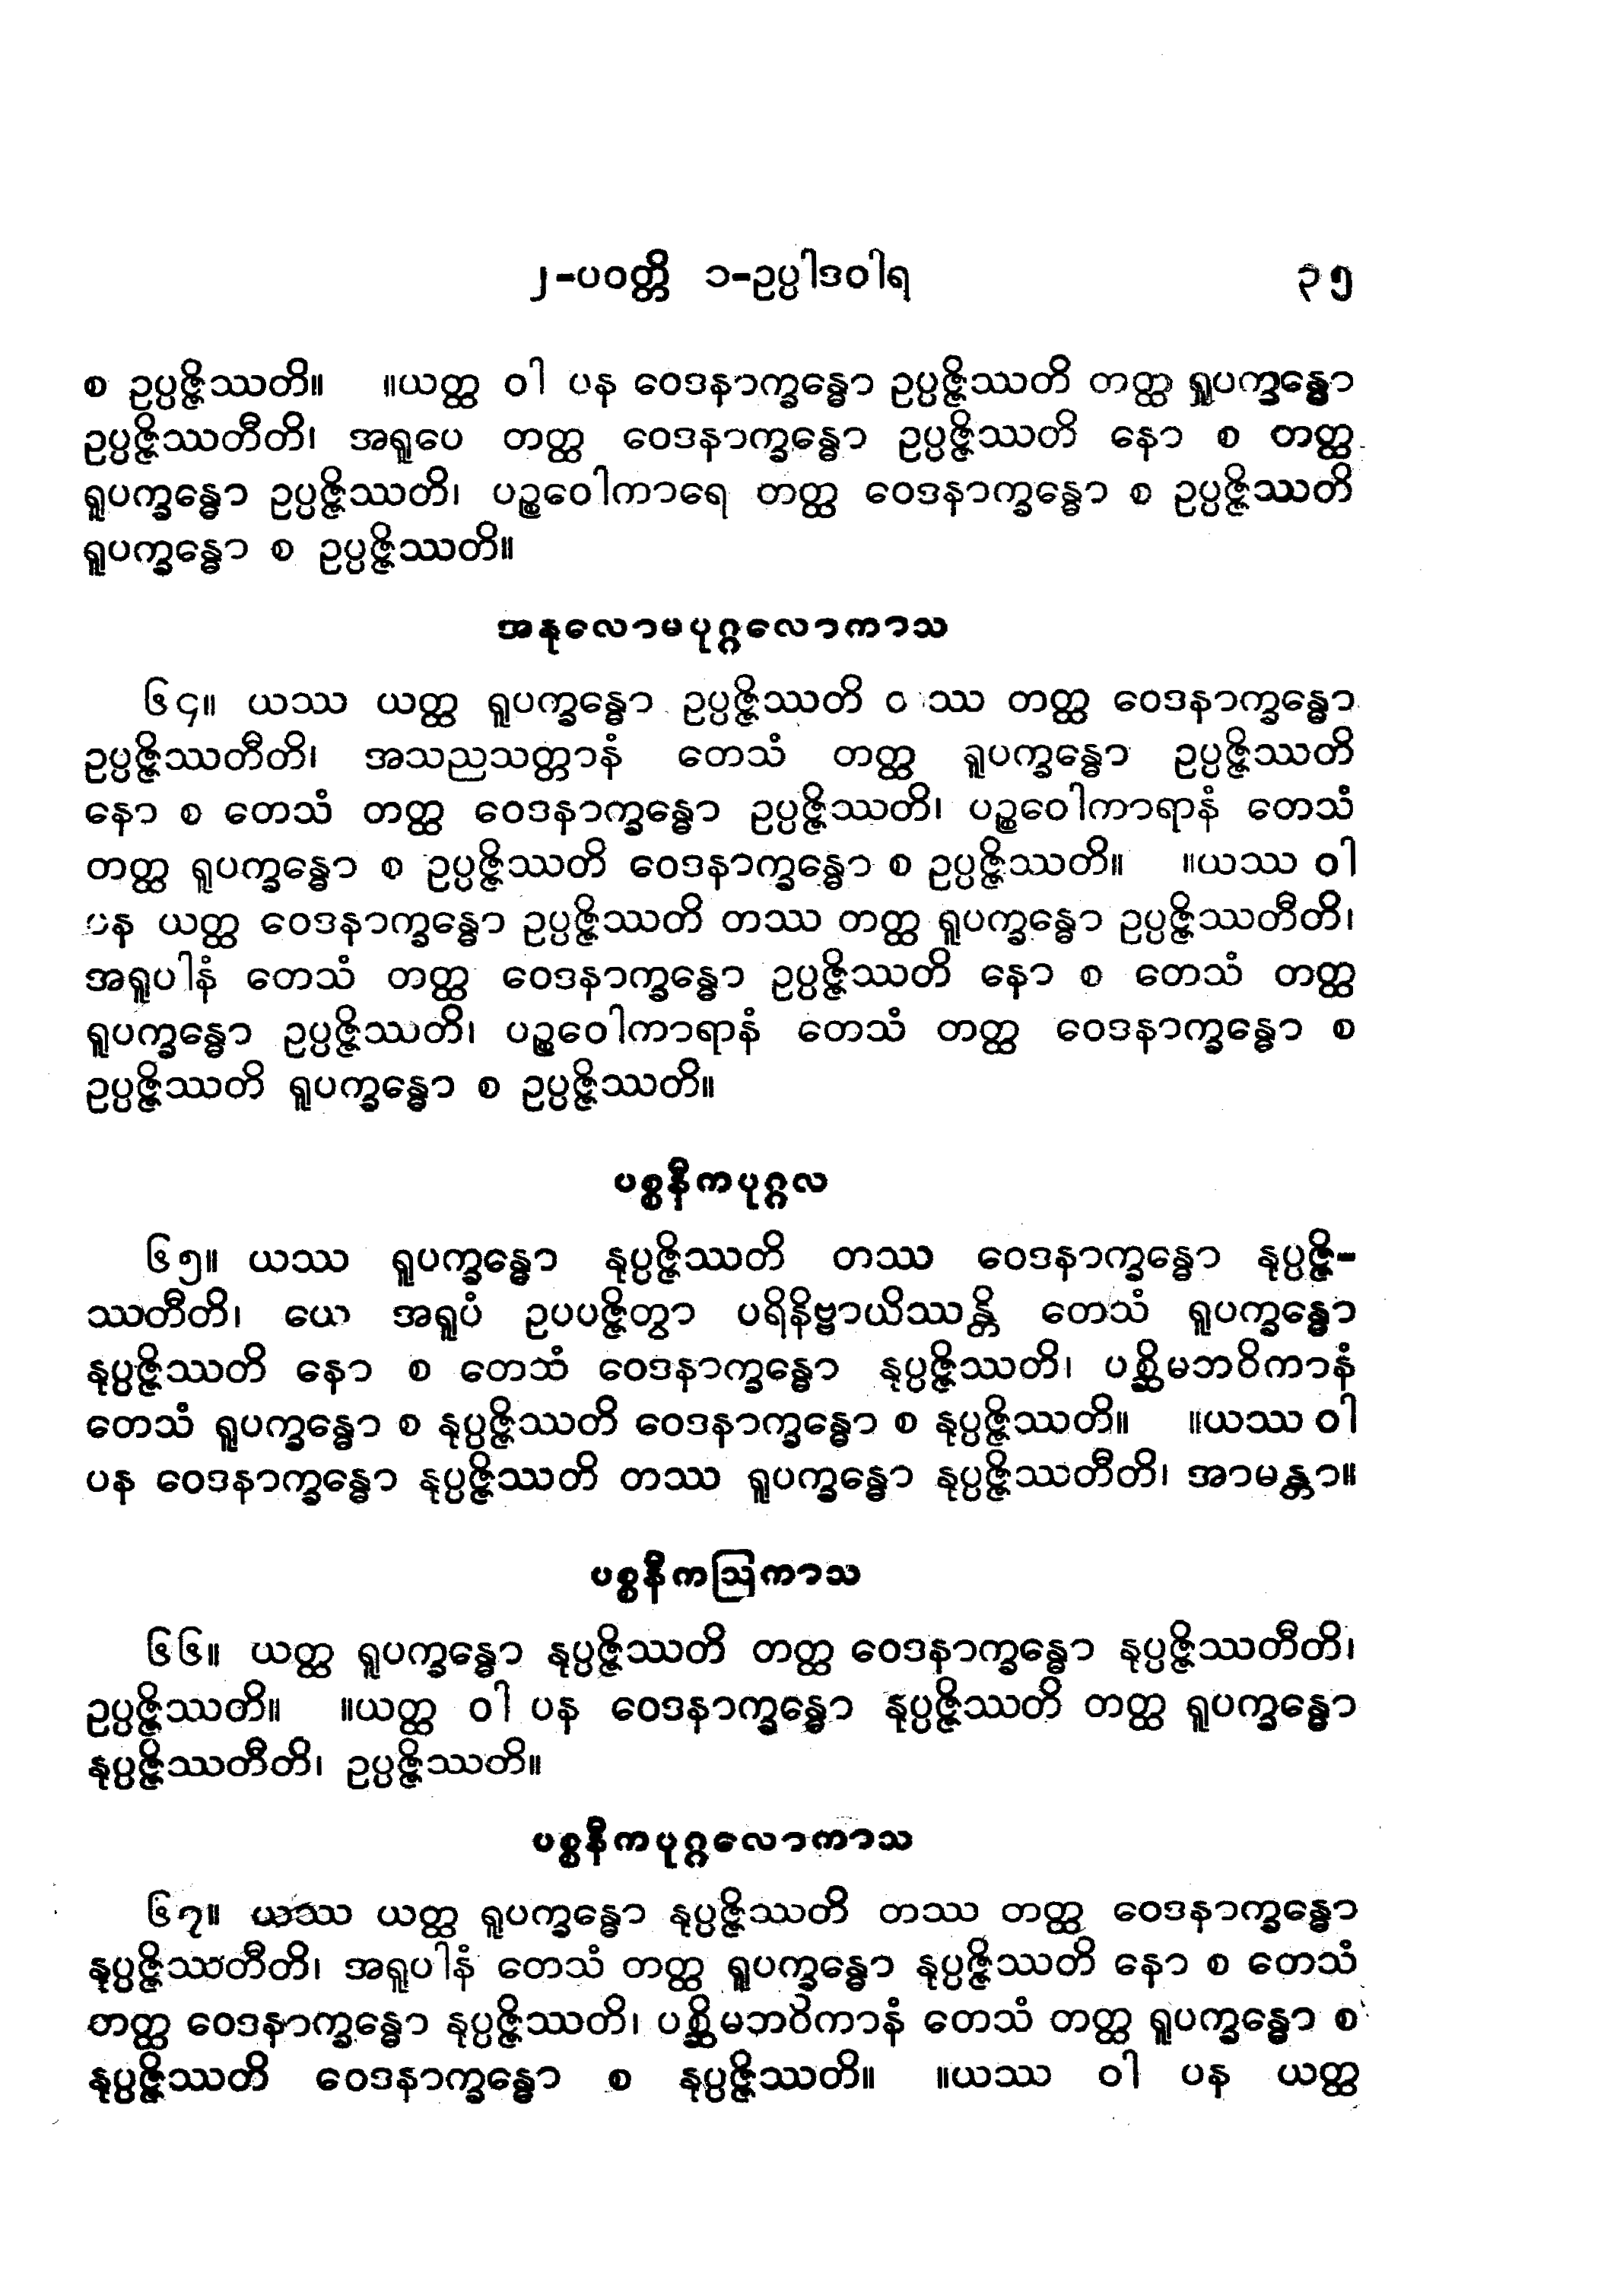 ၂-ပဝတ္တိ ၁-ဥပ္ပါဒဝါရ ၃၅
စ ဥပ္ပဇ္ဇိဿတိ။ ။ယတ္ထ ဝါ ပန ဝေဒနာက္ခန္ဓော ဥပ္ပဇ္ဇိဿတိ တတ္ထ ရူပက္ခန္ဓော
ဥပ္ပဇ္ဇိဿတီတိ၊ အရူပေ တတ္ထ ဝေဒနာက္ခန္ဓော ဥပ္ပဇ္ဇိဿတိ နော စ တတ္ထ
ရူပက္ခန္ဓော ဥပ္ပဇ္ဇိဿတိ၊ ပဉ္စဝေါကာရေ တတ္ထ ဝေဒနာက္ခန္ဓော စ ဥပ္ပဇ္ဇိဿတိ
ရူပက္ခန္ဓော စ ဥပ္ပဇ္ဇိဿတိ။
အနုလောမပုဂ္ဂလောကာသ
၆၄။ ယဿ ယတ္ထ ရူပက္ခန္ဓော ဥပ္ပဇ္ဇိဿတိ တဿ တတ္ထ ဝေဒနာက္ခန္ဓော
ဥပ္ပဇ္ဇိဿတီတိ၊ အသညသတ္တာနံ တေသံ တတ္ထ ရူပက္ခန္ဓော ဥပ္ပဇ္ဇိဿတိ
နော စ တေသံ တတ္ထ ဝေဒနာက္ခန္ဓော ဥပ္ပဇ္ဇိဿတိ၊ ပဉ္စဝေါကာရာနံ တေသံ
တတ္ထ ရူပက္ခန္ဓော စ ဥပ္ပဇ္ဇိဿတိ ဝေဒနာက္ခန္ဓော စ ဥပ္ပဇ္ဇိဿတိ။ ။ယဿ ဝါ
ပန ယတ္ထ ဝေဒနာက္ခန္ဓော ဥပ္ပဇ္ဇိဿတိ တဿ တတ္ထ ရူပက္ခန္ဓော ဥပ္ပဇ္ဇိဿတီတိ၊
အရူပါနံ တေသံ တတ္ထ ဝေဒနာက္ခန္ဓော ဥပ္ပဇ္ဇိဿတိ နော စ တေသံ တတ္ထ
ရူပက္ခန္ဓော ဥပ္ပဇ္ဇိဿတိ၊ ပဉ္စဝေါကာရာနံ တေသံ တတ္ထ ဝေဒနာက္ခန္ဓော စ
ဥပ္ပဇ္ဇိဿတိ ရူပက္ခန္ဓော စ ဥပ္ပဇ္ဇိဿတိ။
ပစ္စနီကပုဂ္ဂလ
၆၅။ ယဿ ရူပက္ခန္ဓော နုပ္ပဇ္ဇိဿတိ တဿ ဝေဒနာက္ခန္ဓော နုပ္ပဇ္ဇိ-
ဿတီတိ၊ ယေ အရူပံ ဥပပဇ္ဇိတွာ ပရိနိဗ္ဗာယိဿန္တိ တေသံ ရူပက္ခန္ဓော
နုပ္ပဇ္ဇိဿတိ နော စ တေသံ ဝေဒနာက္ခန္ဓော နုပ္ပဇ္ဇိဿတိ၊ ပစ္ဆိမဘဝိကာနံ
တေသံ ရူပက္ခန္ဓော စ နုပ္ပဇ္ဇိဿတိ ဝေဒနာက္ခန္ဓော စ နုပ္ပဇ္ဇိဿတိ။ ။ယဿ ဝါ
ပန ဝေဒနာက္ခန္ဓော နုပ္ပဇ္ဇိဿတိ တဿ ရူပက္ခန္ဓော နုပ္ပဇ္ဇိဿတီတိ၊ အာမန္တာ။
ပစ္စနီကဩကာသ
၆၆။ ယတ္ထ ရူပက္ခန္ဓော နုပ္ပဇ္ဇိဿတိ တတ္ထ ဝေဒနာက္ခန္ဓော နုပ္ပဇ္ဇိဿတီတိ၊
ဥပ္ပဇ္ဇိဿတိ။ ။ယတ္ထ ဝါ ပန ဝေဒနာက္ခန္ဓော နုပ္ပဇ္ဇိဿတိ တတ္ထ ရူပက္ခန္ဓော
နုပ္ပဇ္ဇိဿတီတိ၊ ဥပ္ပဇ္ဇိဿတိ။
ပစ္စနီကပုဂ္ဂလောကာသ
၆၇။ ယဿ ယတ္ထ ရူပက္ခန္ဓော နုပ္ပဇ္ဇိဿတိ တဿ တတ္ထ ဝေဒနာက္ခန္ဓော
နုပ္ပဇ္ဇိဿတီတိ၊ အရူပါနံ တေသံ တတ္ထ ရူပက္ခန္ဓော နုပ္ပဇ္ဇိဿတိ နော စ တေသံ
တတ္ထ ဝေဒနာက္ခန္ဓော နုပ္ပဇ္ဇိဿတိ၊ ပစ္ဆိမဘဝိကာနံ တေသံ တတ္ထ ရူပက္ခန္ဓော စ
နုပ္ပဇ္ဇိဿတိ ဝေဒနာက္ခန္ဓော စ နုပ္ပဇ္ဇိဿတိ။ ။ယဿ ဝါ ပန ယတ္ထ